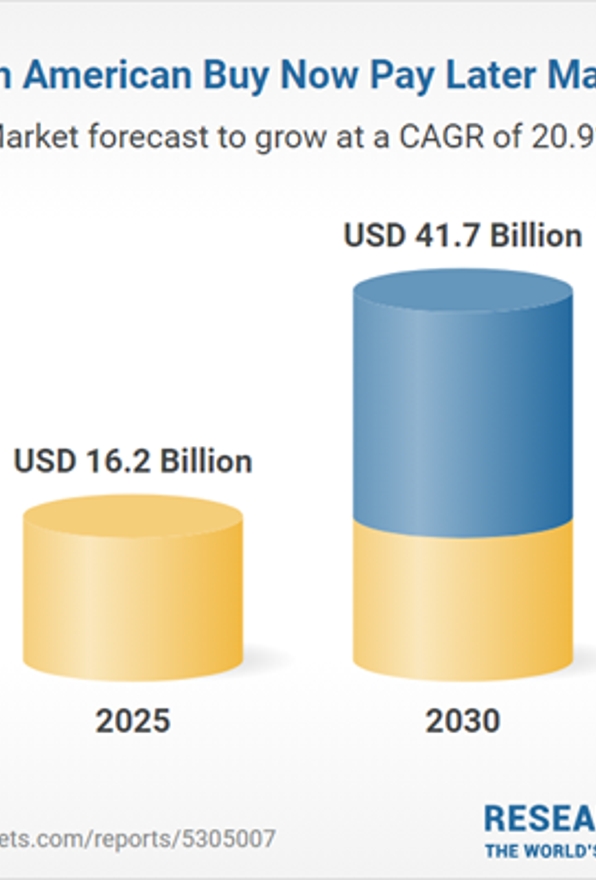 n American Buy Now Pay Later Ma
Market forecast to grow at a CAGR of 20.9
USD 41.7 Billion
USD 16.2 Billion
2025
2030
ets.com/reports/5305007
RESEA
THE WORLD'S